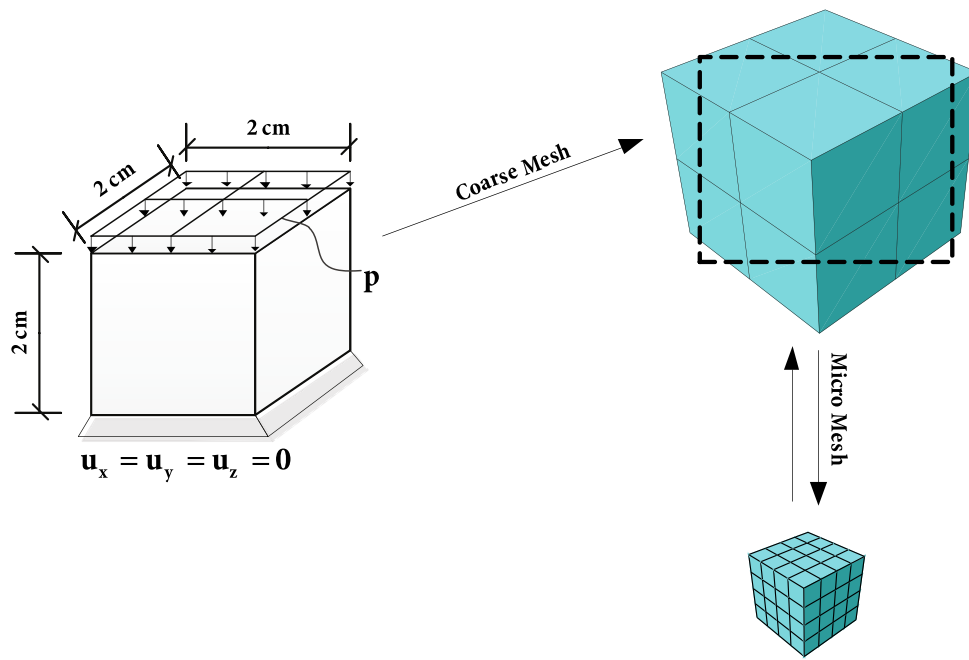 2 cm
2 cm
Coarse Mesh
p
2 cm
Micro Mesh
u_x = u_y = u_z = 0